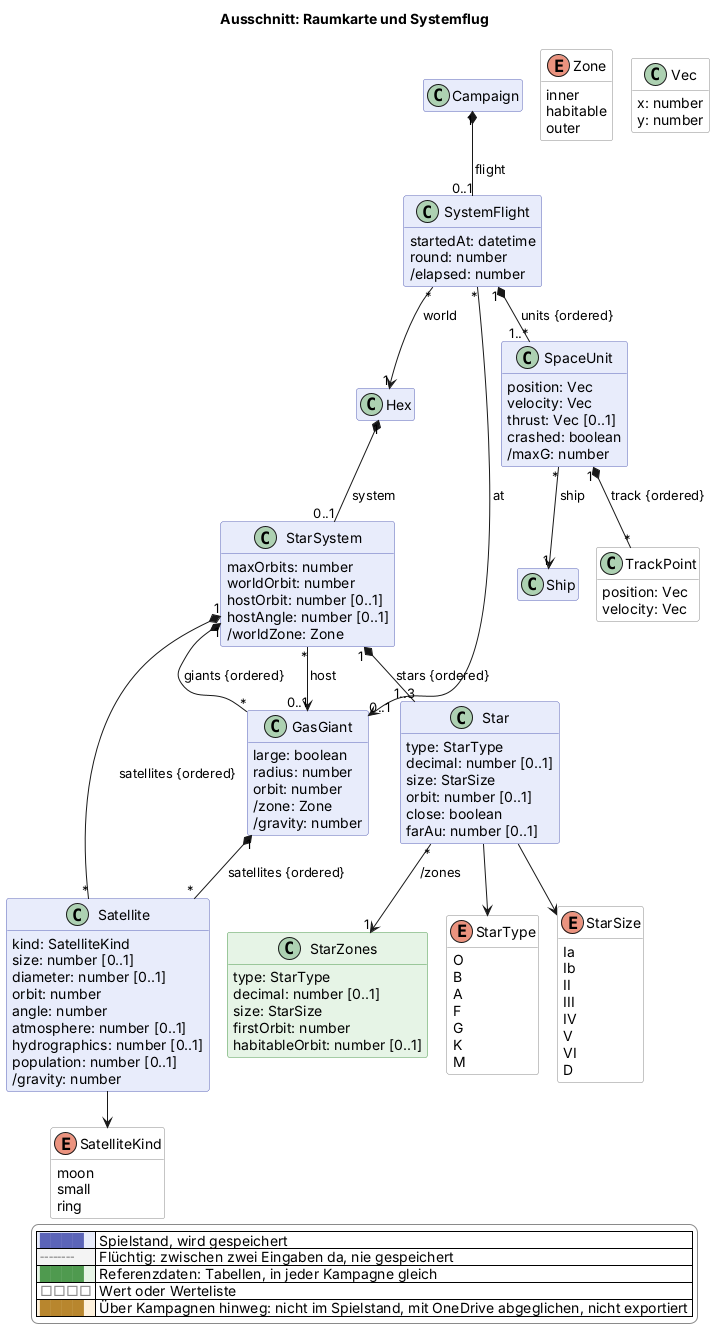 Ausschnitt: Raumkarte und Systemflug
C Campaign
E Zone
inner
habitable
outer
C Vec
x: number
y: number
1
flight
0..1
C SystemFlight
startedAt: datetime
round: number
/elapsed: number
* * 1
world
units {ordered}
1 1..*
C Hex
C SpaceUnit
position: Vec
velocity: Vec
thrust: Vec [0..1]
crashed: boolean
/maxG: number
1
system
at
* 1
ship
track {ordered}
0..1
1 *
C StarSystem
maxOrbits: number
worldOrbit: number
hostOrbit: number [0..1]
hostAngle: number [0..1]
/worldZone: Zone
C Ship
C TrackPoint
position: Vec
velocity: Vec
1
1 * 1
giants {ordered}
host
stars {ordered}
* 0..1 0..1 1..3
C GasGiant
large: boolean
radius: number
orbit: number
/zone: Zone
/gravity: number
C Star
type: StarType
decimal: number [0..1]
size: StarSize
orbit: number [0..1]
close: boolean
farAu: number [0..1]
satellites {ordered}
1 *
satellites {ordered}
/zones
* * 1
C Satellite
kind: SatelliteKind
size: number [0..1]
diameter: number [0..1]
orbit: number
angle: number
atmosphere: number [0..1]
hydrographics: number [0..1]
population: number [0..1]
/gravity: number
C StarZones
type: StarType
decimal: number [0..1]
size: StarSize
firstOrbit: number
habitableOrbit: number [0..1]
E StarType
O
B
A
F
G
K
M
E StarSize
Ia
Ib
II
III
IV
V
VI
D
E SatelliteKind
moon
small
ring
Spielstand, wird gespeichert
Flüchtig: zwischen zwei Eingaben da, nie gespeichert
Referenzdaten: Tabellen, in jeder Kampagne gleich
Wert oder Werteliste
Über Kampagnen hinweg: nicht im Spielstand, mit OneDrive abgeglichen, nicht exportiert